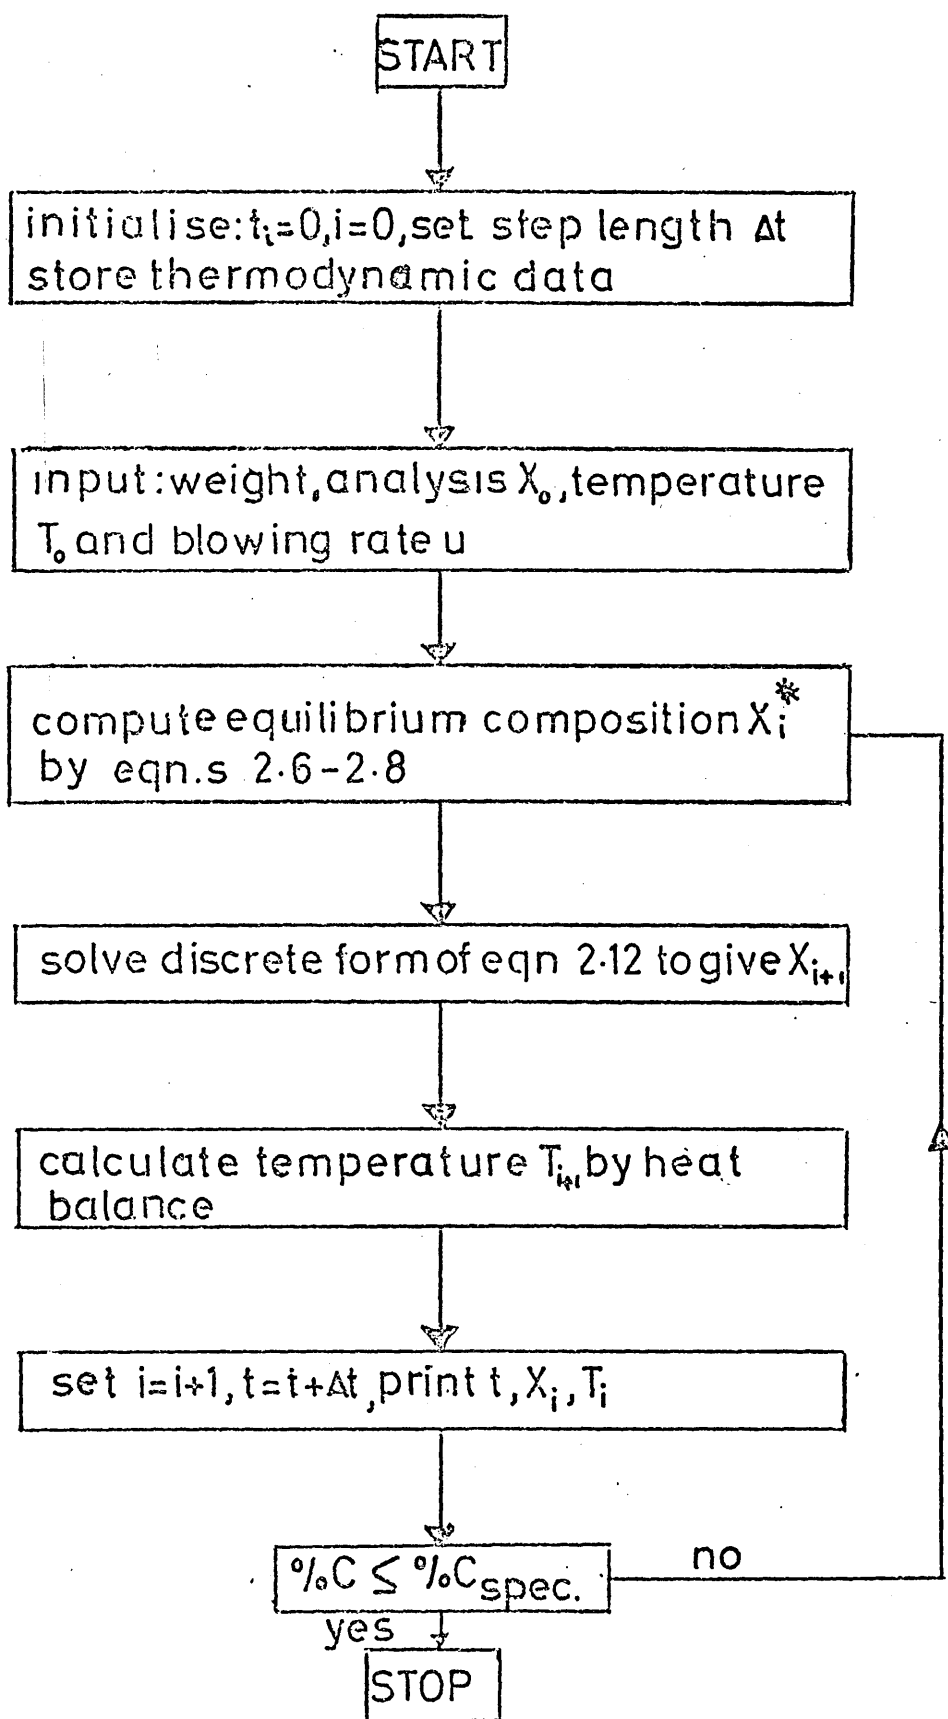 START
initialise: tᵢ=0, i=0, set step length Δt
store thermodynamic data
input: weight, analysis X₀, temperature
T₀ and blowing rate u
compute equilibrium composition Xᵢ*
by eqn.s 2·6-2·8
solve discrete form of eqn 2·12 to give Xᵢ₊₁
calculate temperature Tᵢ₊₁ by heat
balance
set i=i+1, t=t+Δt, print t, Xᵢ, Tᵢ
%C ≤ %Cspec.
no
yes
STOP